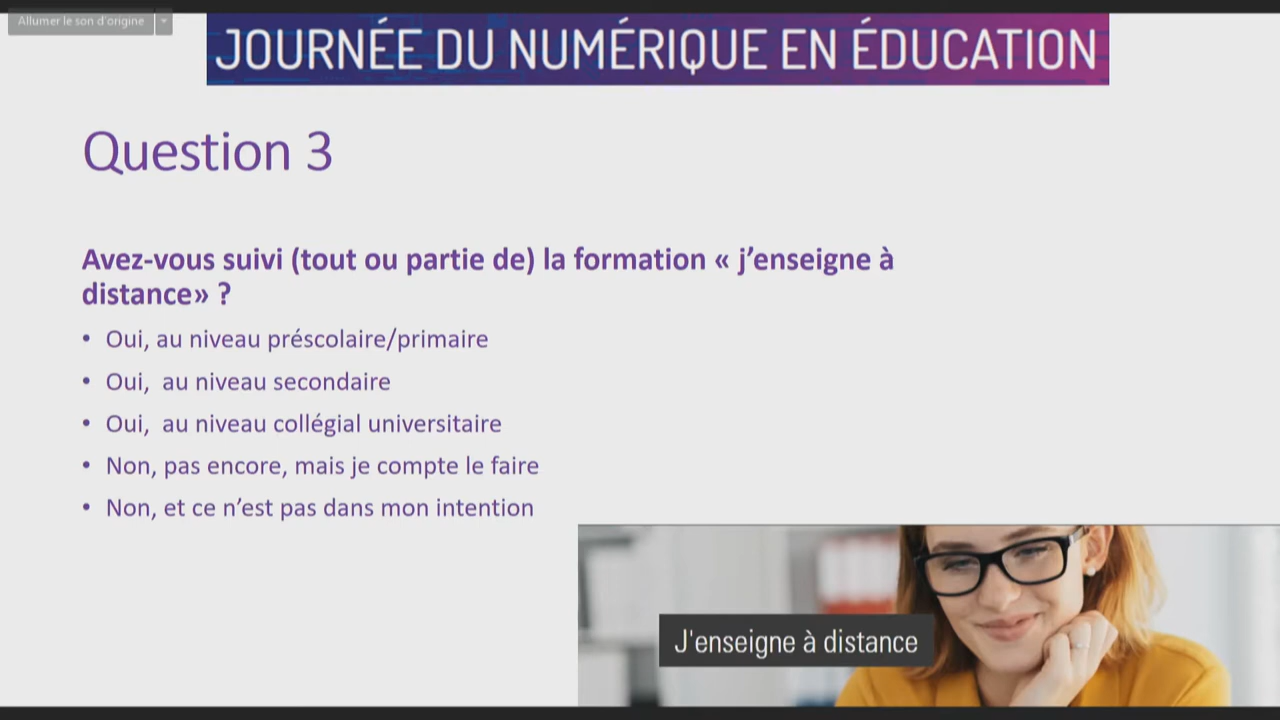 Allumer le son d'origine
JOURNÉE DU NUMÉRIQUE EN ÉDUCATION
Question 3
Avez-vous suivi (tout ou partie de) la formation « j’enseigne à
distance» ?
• Oui, au niveau préscolaire/primaire
• Oui,  au niveau secondaire
• Oui,  au niveau collégial universitaire
• Non, pas encore, mais je compte le faire
• Non, et ce n’est pas dans mon intention
J'enseigne à distance